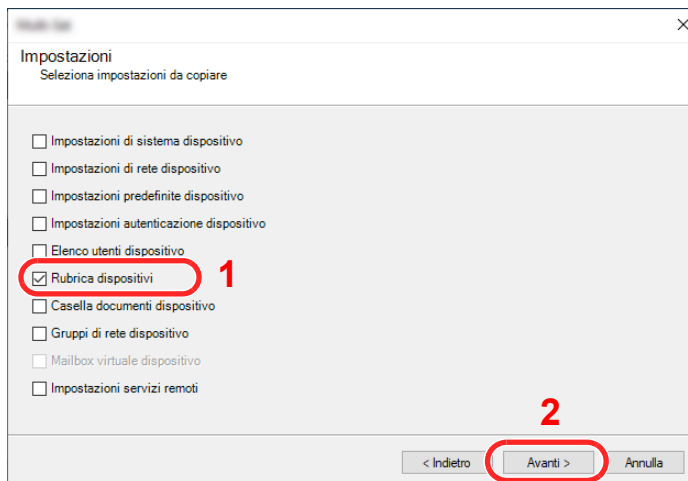 Impostazioni
Seleziona impostazioni da copiare
Impostazioni di sistema dispositivo
Impostazioni di rete dispositivo
Impostazioni predefinite dispositivo
Impostazioni autenticazione dispositivo
Elenco utenti dispositivo
Rubrica dispositivi 1
Casella documenti dispositivo
Gruppi di rete dispositivo
Mailbox virtuale dispositivo
Impostazioni servizi remoti
2
< Indietro Avanti > Annulla